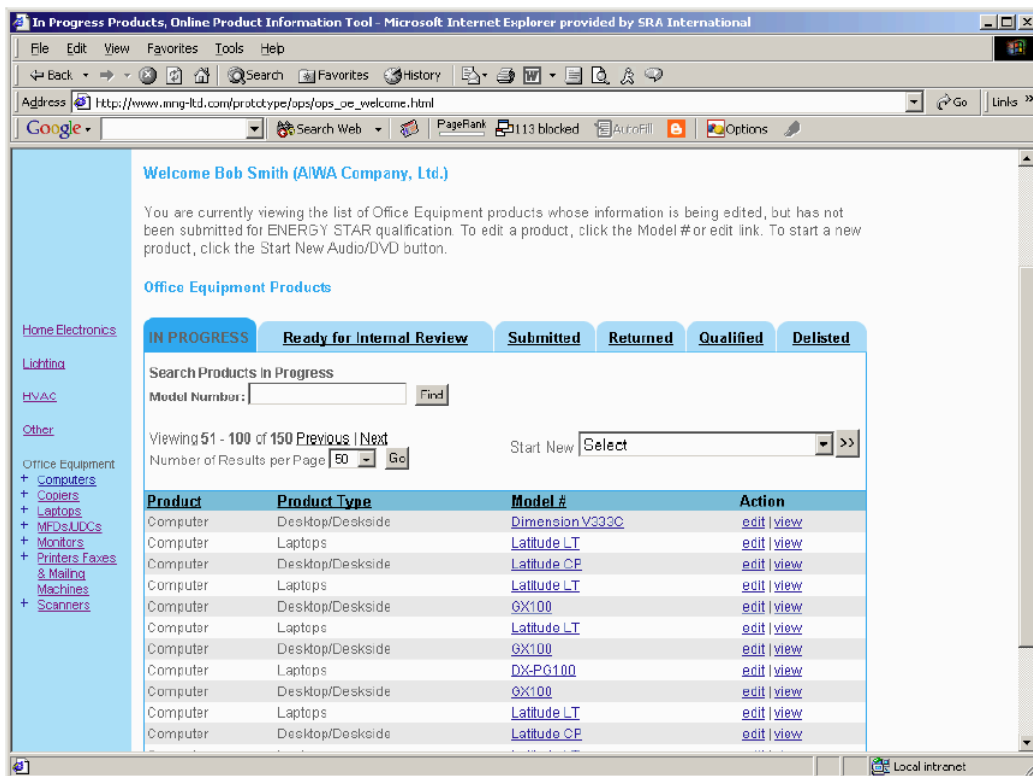 In Progress Products, Online Product Information Tool - Microsoft Internet Explorer provided by SRA International
File Edit View Favorites Tools Help
Back Search Favorites History
Address http://www.mng-ltd.com/prototype/ops/ops_oe_welcome.html Go Links »
Google Search Web PageRank 113 blocked AutoFill Options
Welcome Bob Smith (AIWA Company, Ltd.)
You are currently viewing the list of Office Equipment products whose information is being edited, but has not
been submitted for ENERGY STAR qualification. To edit a product, click the Model # or edit link. To start a new
product, click the Start New Audio/DVD button.
Office Equipment Products
Home Electronics
Lighting
HVAC
Other
Office Equipment
+ Computers
+ Copiers
+ Laptops
+ MFDs/UDCs
+ Monitors
+ Printers Faxes
& Mailing
Machines
+ Scanners
IN PROGRESS Ready for Internal Review Submitted Returned Qualified Delisted
Search Products In Progress
Model Number: Find
Viewing 51 - 100 of 150 Previous | Next
Number of Results per Page 50 Go
Start New Select >>
Product Product Type Model # Action
Computer Desktop/Deskside Dimension V333C edit | view
Computer Laptops Latitude LT edit | view
Computer Desktop/Deskside Latitude CP edit | view
Computer Laptops Latitude LT edit | view
Computer Desktop/Deskside GX100 edit | view
Computer Laptops Latitude LT edit | view
Computer Desktop/Deskside GX100 edit | view
Computer Laptops DX-PG100 edit | view
Computer Desktop/Deskside GX100 edit | view
Computer Laptops Latitude LT edit | view
Computer Desktop/Deskside Latitude CP edit | view
Local intranet